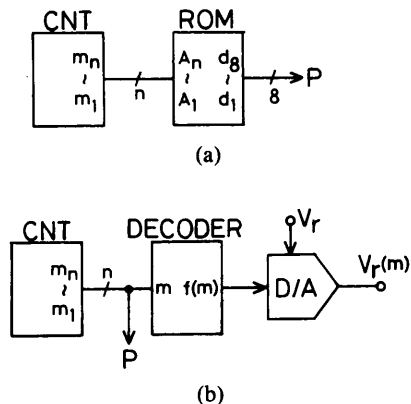 CNT ROM
mₙ Aₙ d₈
≀ n ≀ ≀ 8 P
m₁ A₁ d₁
(a)
CNT DECODER Vᵣ
mₙ n m f(m) D/A Vᵣ(m)
≀
m₁ P
(b)